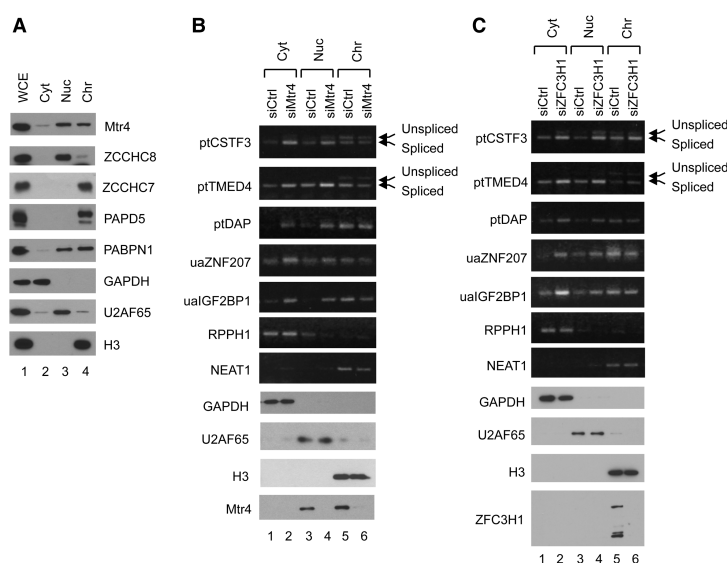 A
WCE
Cyt
Nuc
Chr
Mtr4
ZCCHC8
ZCCHC7
PAPD5
PABPN1
GAPDH
U2AF65
H3
1 2 3 4
B
Cyt
Nuc
Chr
siCtrl
siMtr4
siCtrl
siMtr4
siCtrl
siMtr4
ptCSTF3
Unspliced
Spliced
ptTMED4
Unspliced
Spliced
ptDAP
uaZNF207
uaIGF2BP1
RPPH1
NEAT1
GAPDH
U2AF65
H3
Mtr4
1 2 3 4 5 6
C
Cyt
Nuc
Chr
siCtrl
siZFC3H1
siCtrl
siZFC3H1
siCtrl
siZFC3H1
ptCSTF3
Unspliced
Spliced
ptTMED4
Unspliced
Spliced
ptDAP
uaZNF207
uaIGF2BP1
RPPH1
NEAT1
GAPDH
U2AF65
H3
ZFC3H1
1 2 3 4 5 6